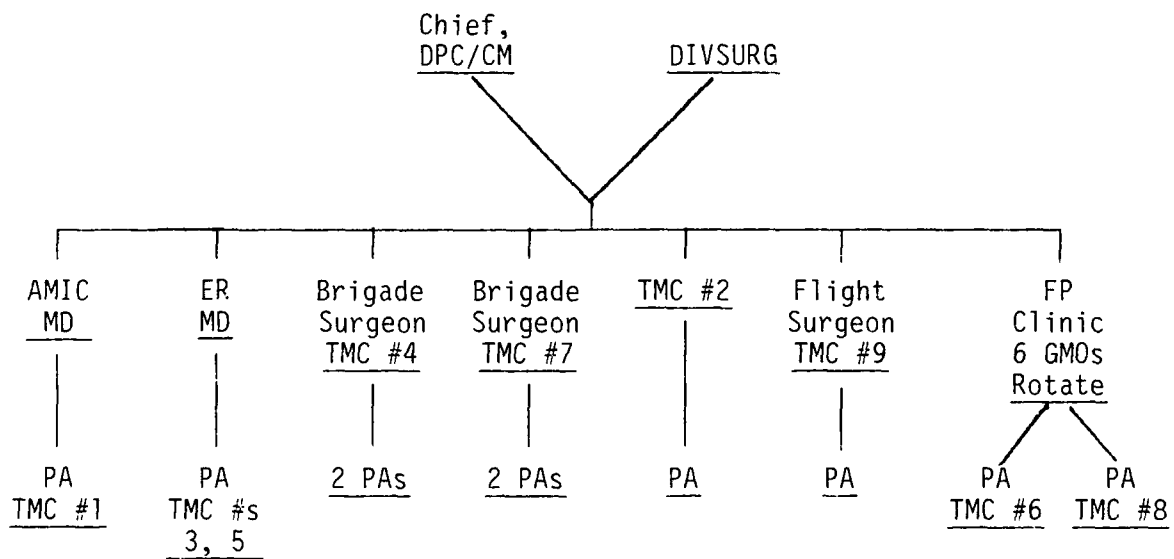 Chief,
DPC/CM
DIVSURG
AMIC
MD
ER
MD
Brigade
Surgeon
TMC #4
Brigade
Surgeon
TMC #7
TMC #2
Flight
Surgeon
TMC #9
FP
Clinic
6 GMOs
Rotate
PA
TMC #1
PA
TMC #s
3, 5
2 PAs
2 PAs
PA
PA
PA
TMC #6
PA
TMC #8